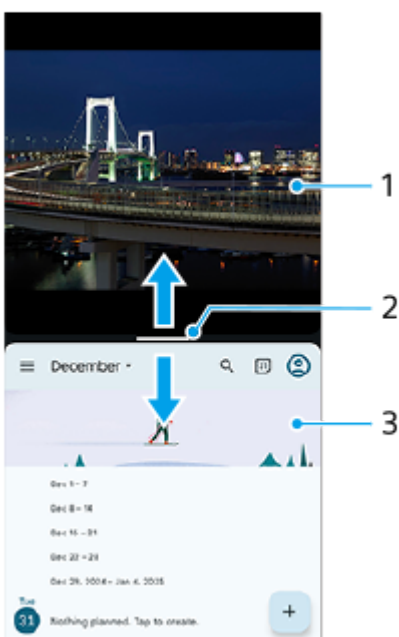 1
2
December
3
Dec 1 – 7
Dec 8 – 14
Dec 15 – 21
Dec 22 – 28
Dec 29, 2024 – Jan 4, 2025
Tue
31 Nothing planned. Tap to create.
+